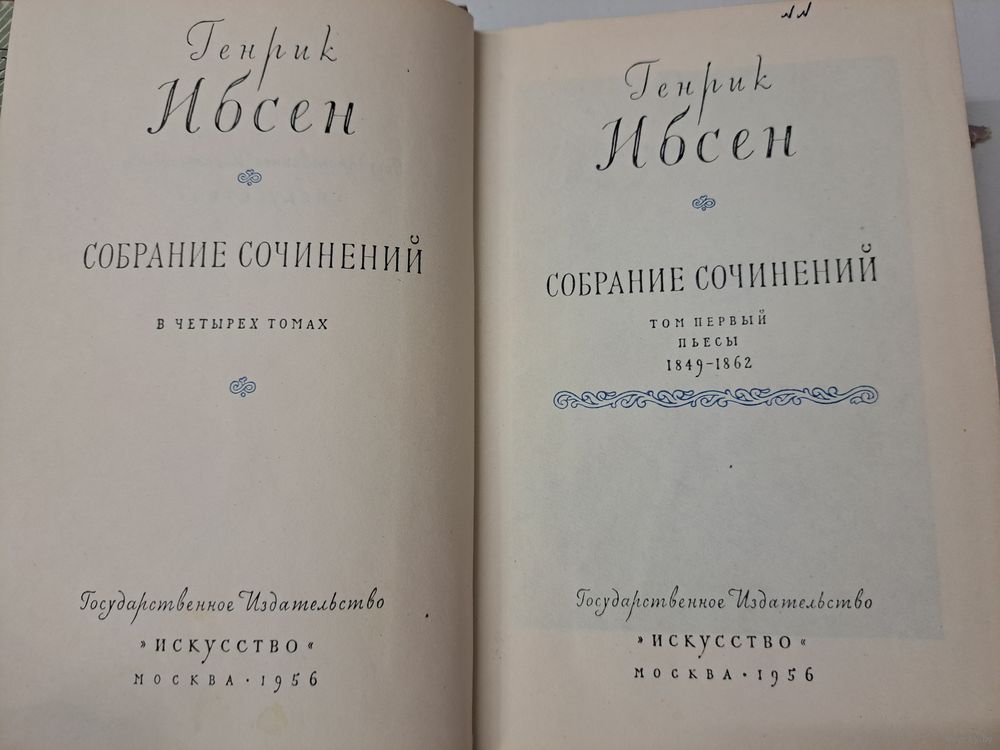 Генрик
Ибсен
СОБРАНИЕ СОЧИНЕНИЙ
В ЧЕТЫРЕХ ТОМАХ
Государственное Издательство
»ИСКУССТВО«
МОСКВА · 1956
Генрик
Ибсен
СОБРАНИЕ СОЧИНЕНИЙ
ТОМ ПЕРВЫЙ
ПЬЕСЫ
1849–1862
Государственное Издательство
»ИСКУССТВО«
МОСКВА · 1956